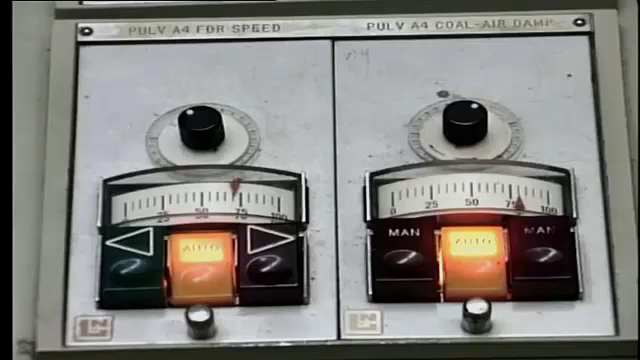 PULV A4 FDR SPEED
PULV A4 COAL-AIR DAMP
25 50 75 100
0 25 50 75 100
AUTO
MAN AUTO MAN